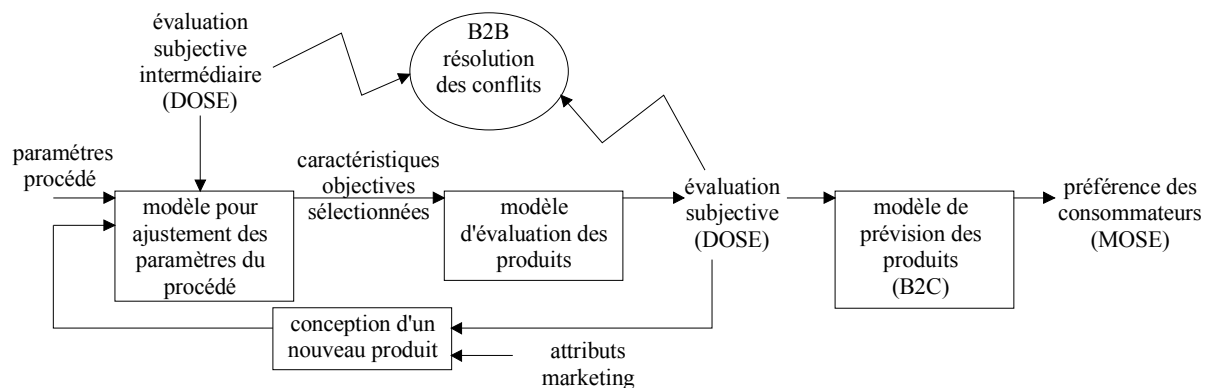 évaluation
subjective
intermédiaire
(DOSE)
B2B
résolution
des conflits
paramétres
procédé
modèle pour
ajustement des
paramètres du
procédé
caractéristiques
objectives
sélectionnées
modèle
d'évaluation des
produits
évaluation
subjective
(DOSE)
modèle de
prévision des
produits
(B2C)
préférence des
consommateurs
(MOSE)
conception d'un
nouveau produit
attributs
marketing